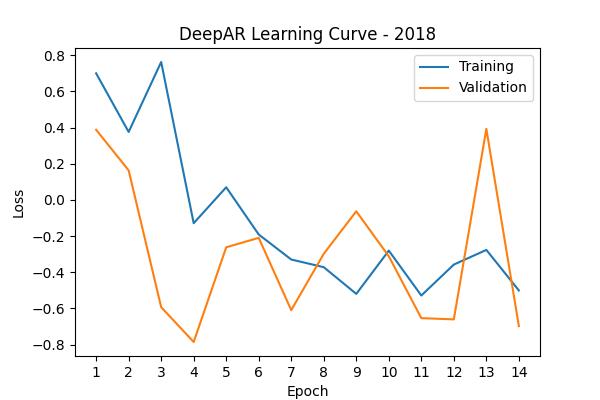 DeepAR Learning Curve - 2018
Training
Validation
Loss
0.8
0.6
0.4
0.2
0.0
−0.2
−0.4
−0.6
−0.8
1 2 3 4 5 6 7 8 9 10 11 12 13 14
Epoch